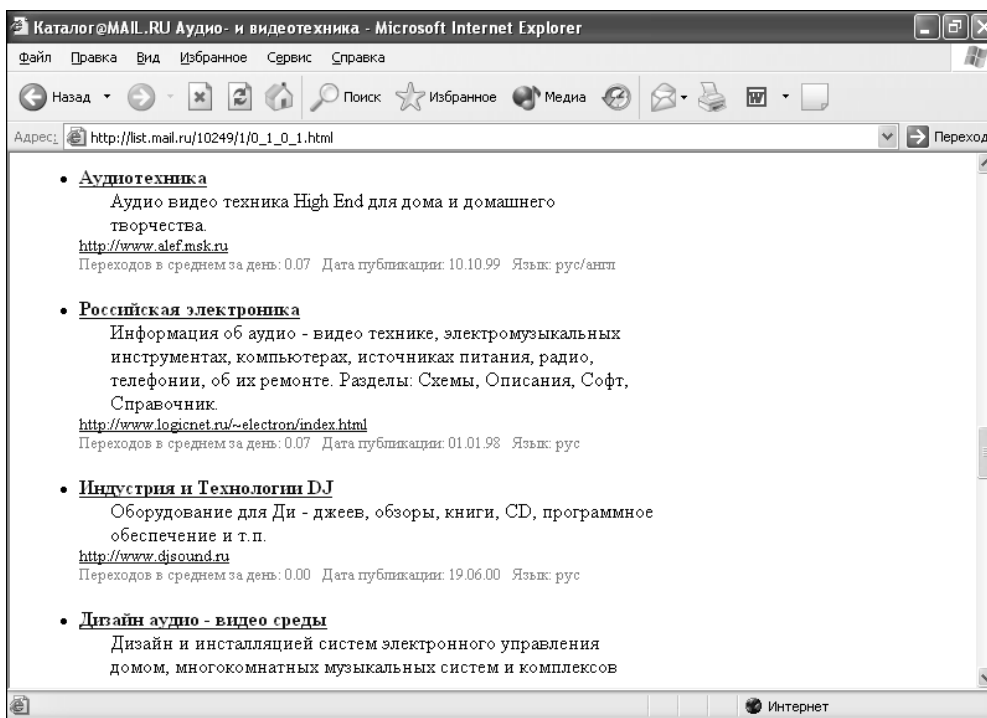 Каталог@MAIL.RU Аудио- и видеотехника - Microsoft Internet Explorer
Файл Правка Вид Избранное Сервис Справка
Назад Поиск Избранное Медиа
Адрес: http://list.mail.ru/10249/1/0_1_0_1.html Переход
• Аудиотехника
Аудио видео техника High End для дома и домашнего
творчества.
http://www.alef.msk.ru
Переходов в среднем за день: 0.07 Дата публикации: 10.10.99 Язык: рус/англ
• Российская электроника
Информация об аудио - видео технике, электромузыкальных
инструментах, компьютерах, источниках питания, радио,
телефонии, об их ремонте. Разделы: Схемы, Описания, Софт,
Справочник.
http://www.logicnet.ru/~electron/index.html
Переходов в среднем за день: 0.07 Дата публикации: 01.01.98 Язык: рус
• Индустрия и Технологии DJ
Оборудование для Ди - джеев, обзоры, книги, CD, программное
обеспечение и т.п.
http://www.djsound.ru
Переходов в среднем за день: 0.00 Дата публикации: 19.06.00 Язык: рус
• Дизайн аудио - видео среды
Дизайн и инсталляцией систем электронного управления
домом, многокомнатных музыкальных систем и комплексов
Интернет